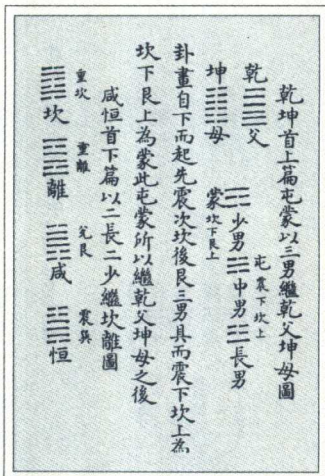 乾坤首上篇屯蒙以三男繼乾父坤母圖
乾父
屯震下坎上
少男 中男 長男
坤母
蒙坎下艮上
卦畫自下而起先震次坎後艮三男具而震下坎上為
坎下艮上為蒙此屯蒙所以繼乾父坤母之後
咸恒首下篇以二長二少繼坎離圖
重坎 重離 兌艮 震巽
坎 離 咸 恒